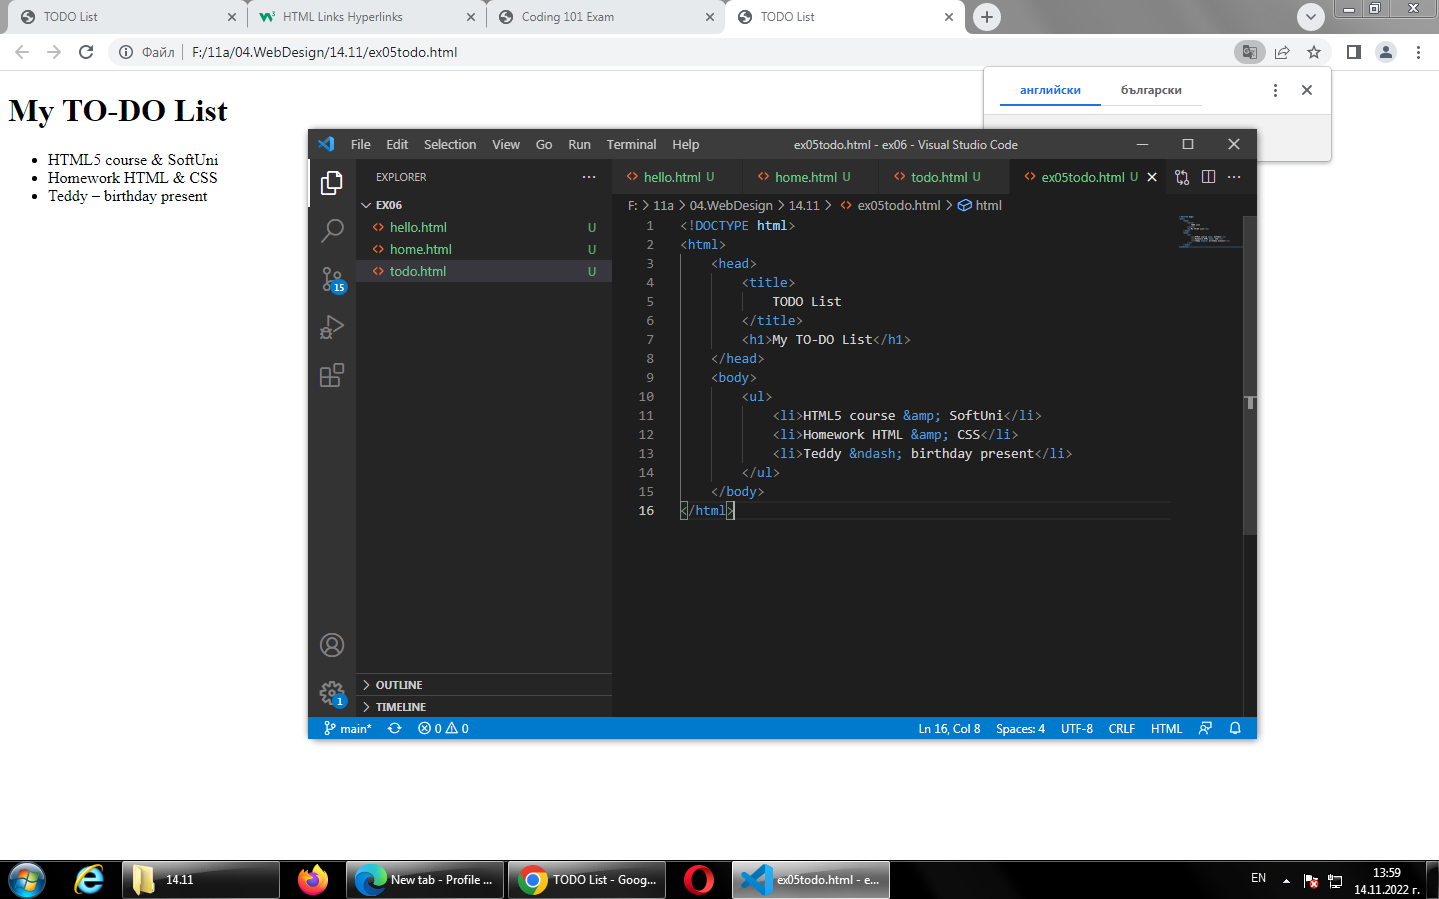 TODO List
HTML Links Hyperlinks
Coding 101 Exam
TODO List
Файл F:/11a/04.WebDesign/14.11/ex05todo.html
английски български
My TO-DO List
HTML5 course & SoftUni
Homework HTML & CSS
Teddy – birthday present
File Edit Selection View Go Run Terminal Help ex05todo.html - ex06 - Visual Studio Code
EXPLORER
EX06
hello.html U
home.html U
todo.html U
15
OUTLINE
TIMELINE
1
hello.html U home.html U todo.html U ex05todo.html U
F: > 11a > 04.WebDesign > 14.11 > ex05todo.html > html
1 <!DOCTYPE html>
2 <html>
3 <head>
4 <title>
5 TODO List
6 </title>
7 <h1>My TO-DO List</h1>
8 </head>
9 <body>
10 <ul>
11 <li>HTML5 course &amp; SoftUni</li>
12 <li>Homework HTML &amp; CSS</li>
13 <li>Teddy &ndash; birthday present</li>
14 </ul>
15 </body>
16 </html>
main* 0 0 Ln 16, Col 8 Spaces: 4 UTF-8 CRLF HTML
14.11
New tab - Profile ...
TODO List - Goog...
ex05todo.html - e...
EN
13:59
14.11.2022 г.